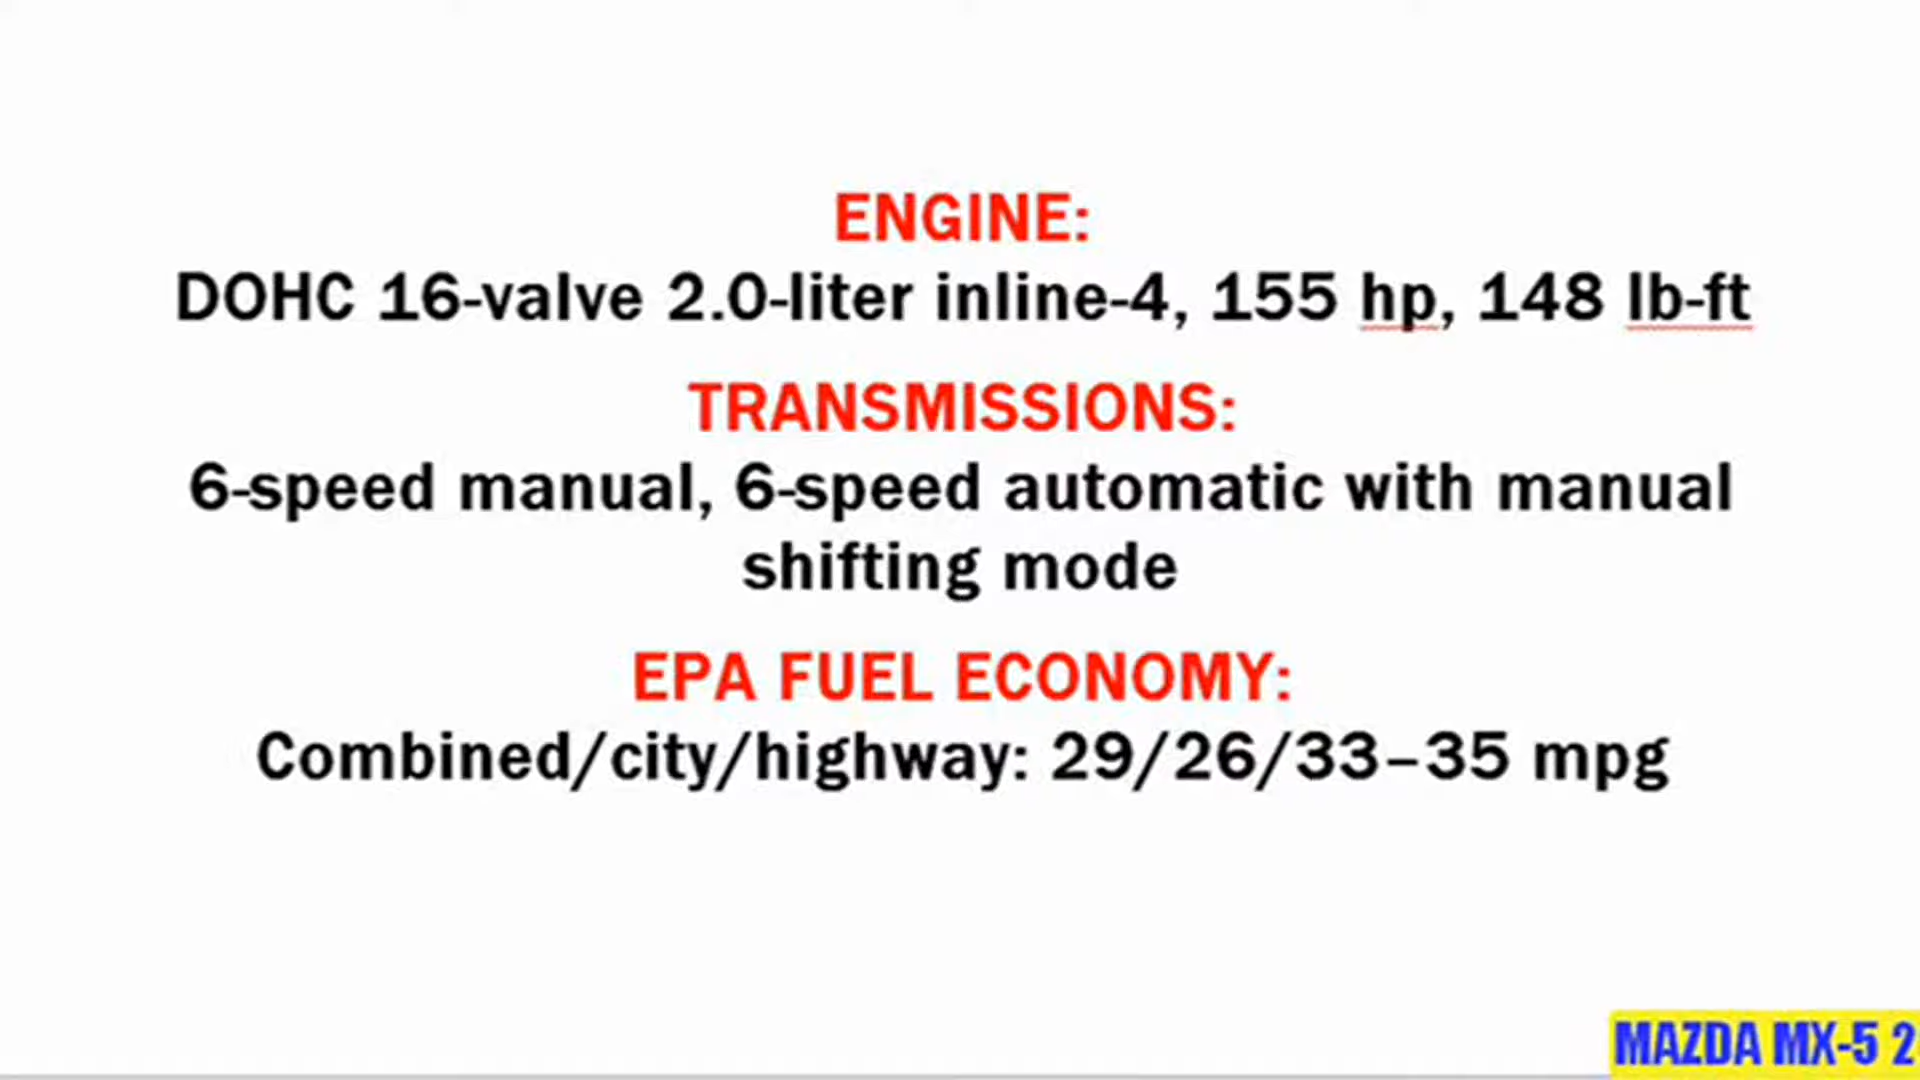 ENGINE:
DOHC 16-valve 2.0-liter inline-4, 155 hp, 148 lb-ft
TRANSMISSIONS:
6-speed manual, 6-speed automatic with manual
shifting mode
EPA FUEL ECONOMY:
Combined/city/highway: 29/26/33–35 mpg
MAZDA MX-5 2